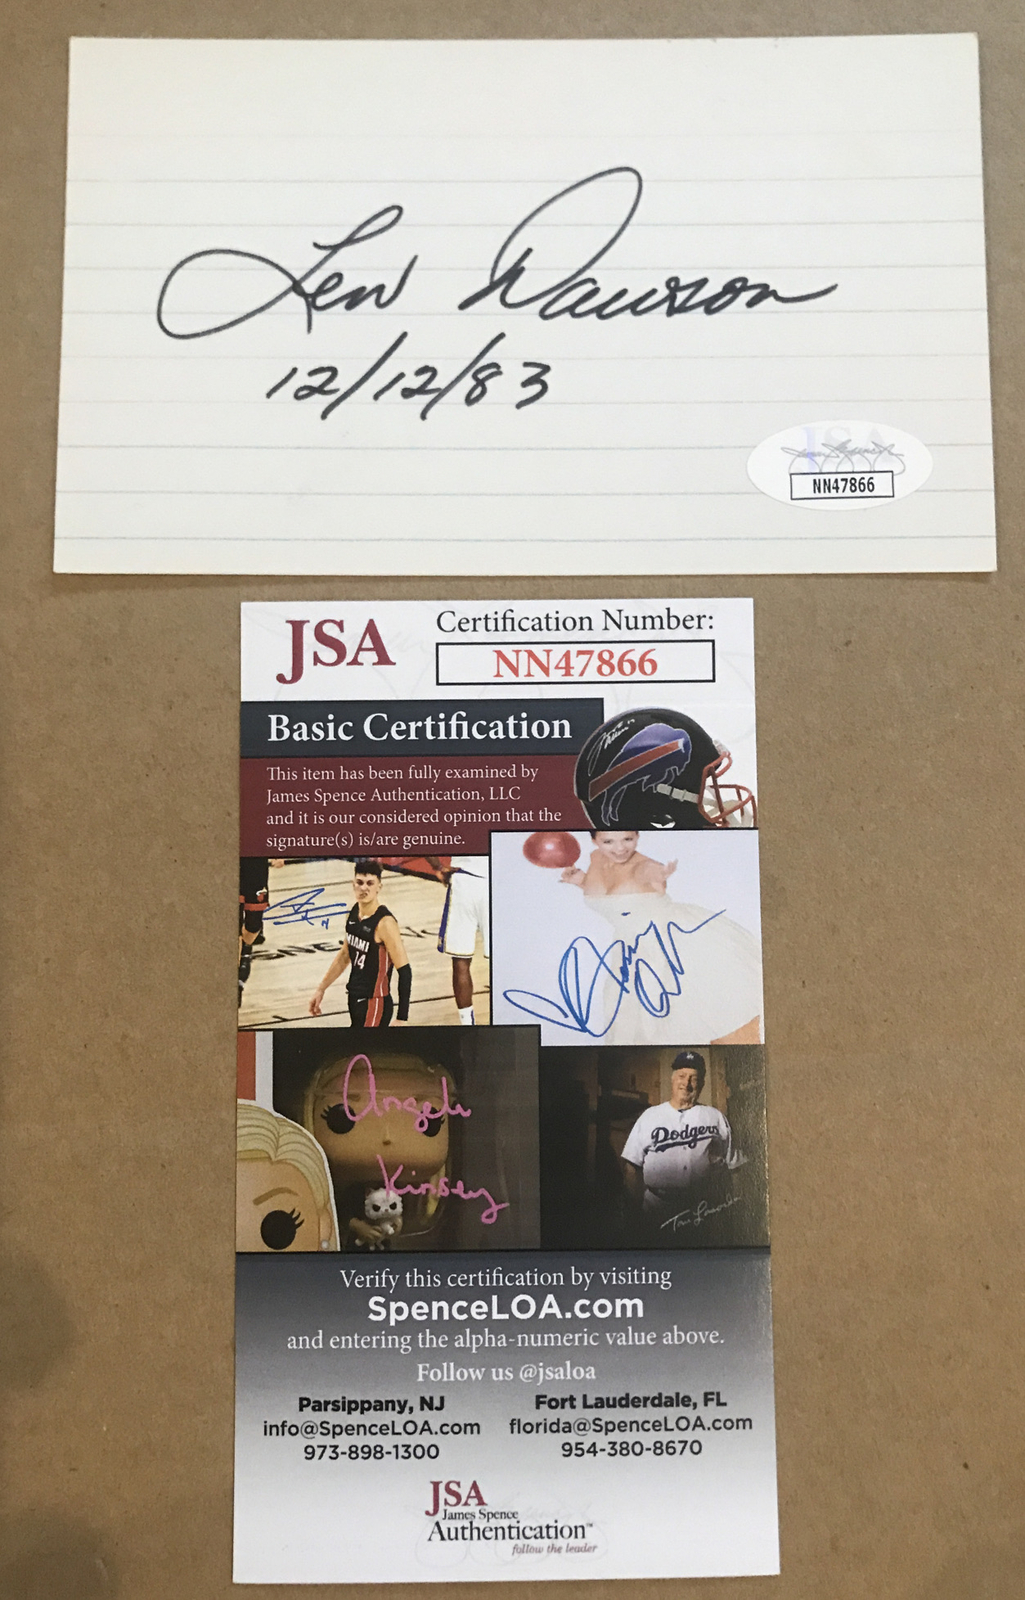 Len Dawson
12/12/83
JSA
NN47866
JSA
Certification Number:
NN47866
Basic Certification
This item has been fully examined by
James Spence Authentication, LLC
and it is our considered opinion that the
signature(s) is/are genuine.
MIAMI
14
Angela
Kinsey
Dodgers
Verify this certification by visiting
SpenceLOA.com
and entering the alpha-numeric value above.
Follow us @jsaloa
Parsippany, NJ
info@SpenceLOA.com
973-898-1300
Fort Lauderdale, FL
florida@SpenceLOA.com
954-380-8670
JSA
James Spence
Authentication™
follow the leader